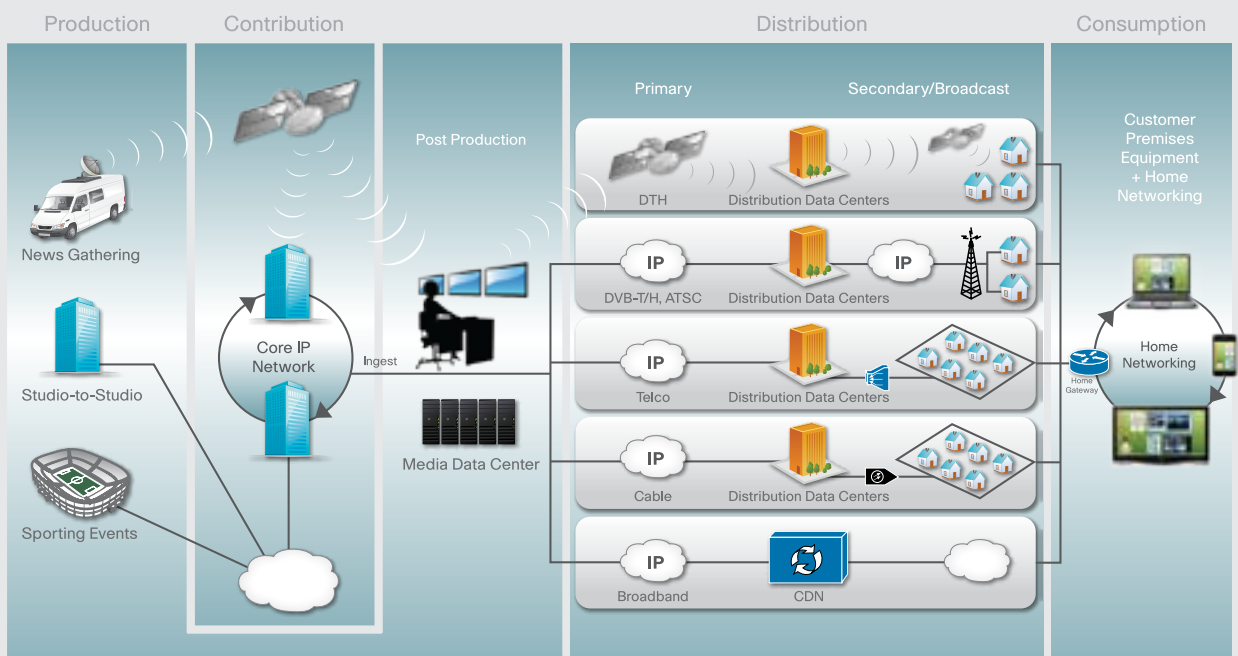 Production
Contribution
Distribution
Consumption
Primary
Secondary/Broadcast
Post Production
Customer
Premises
Equipment
+ Home
Networking
News Gathering
Studio-to-Studio
Sporting Events
Core IP
Network
Ingest
Media Data Center
DTH
Distribution Data Centers
IP
IP
DVB-T/H, ATSC
Distribution Data Centers
IP
Telco
Distribution Data Centers
IP
Cable
Distribution Data Centers
IP
Broadband
CDN
Home
Gateway
Home
Networking